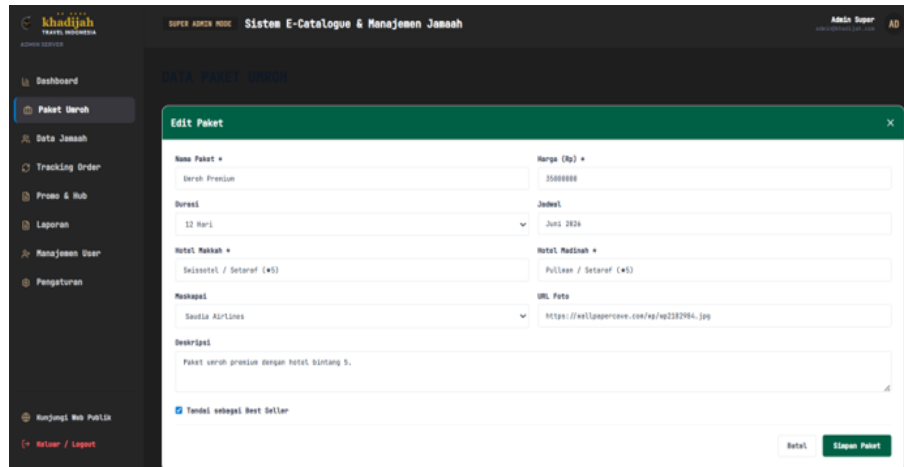 khadijah
TRAVEL INDONESIA
ADMIN SERVER
SUPER ADMIN MODE
Sistem E-Catalogue & Manajemen Jamaah
Admin Super
AD
Dashboard
Paket Umroh
Data Jamaah
Tracking Order
Promo & Hub
Laporan
Manajemen User
Pengaturan
Kunjungi Web Publik
Keluar / Logout
DATA PAKET UMROH
Edit Paket
×
Nama Paket *
Harga (Rp) *
Umroh Premium
35000000
Durasi
Jadwal
12 Hari
Juni 2026
Hotel Makkah *
Hotel Madinah *
Swissotel / Setaraf (★5)
Pullman / Setaraf (★5)
Maskapai
URL Foto
Saudia Airlines
https://wallpapercave.com/wp/wp2182984.jpg
Deskripsi
Paket umroh premium dengan hotel bintang 5.
Tandai sebagai Best Seller
Batal
Simpan Paket